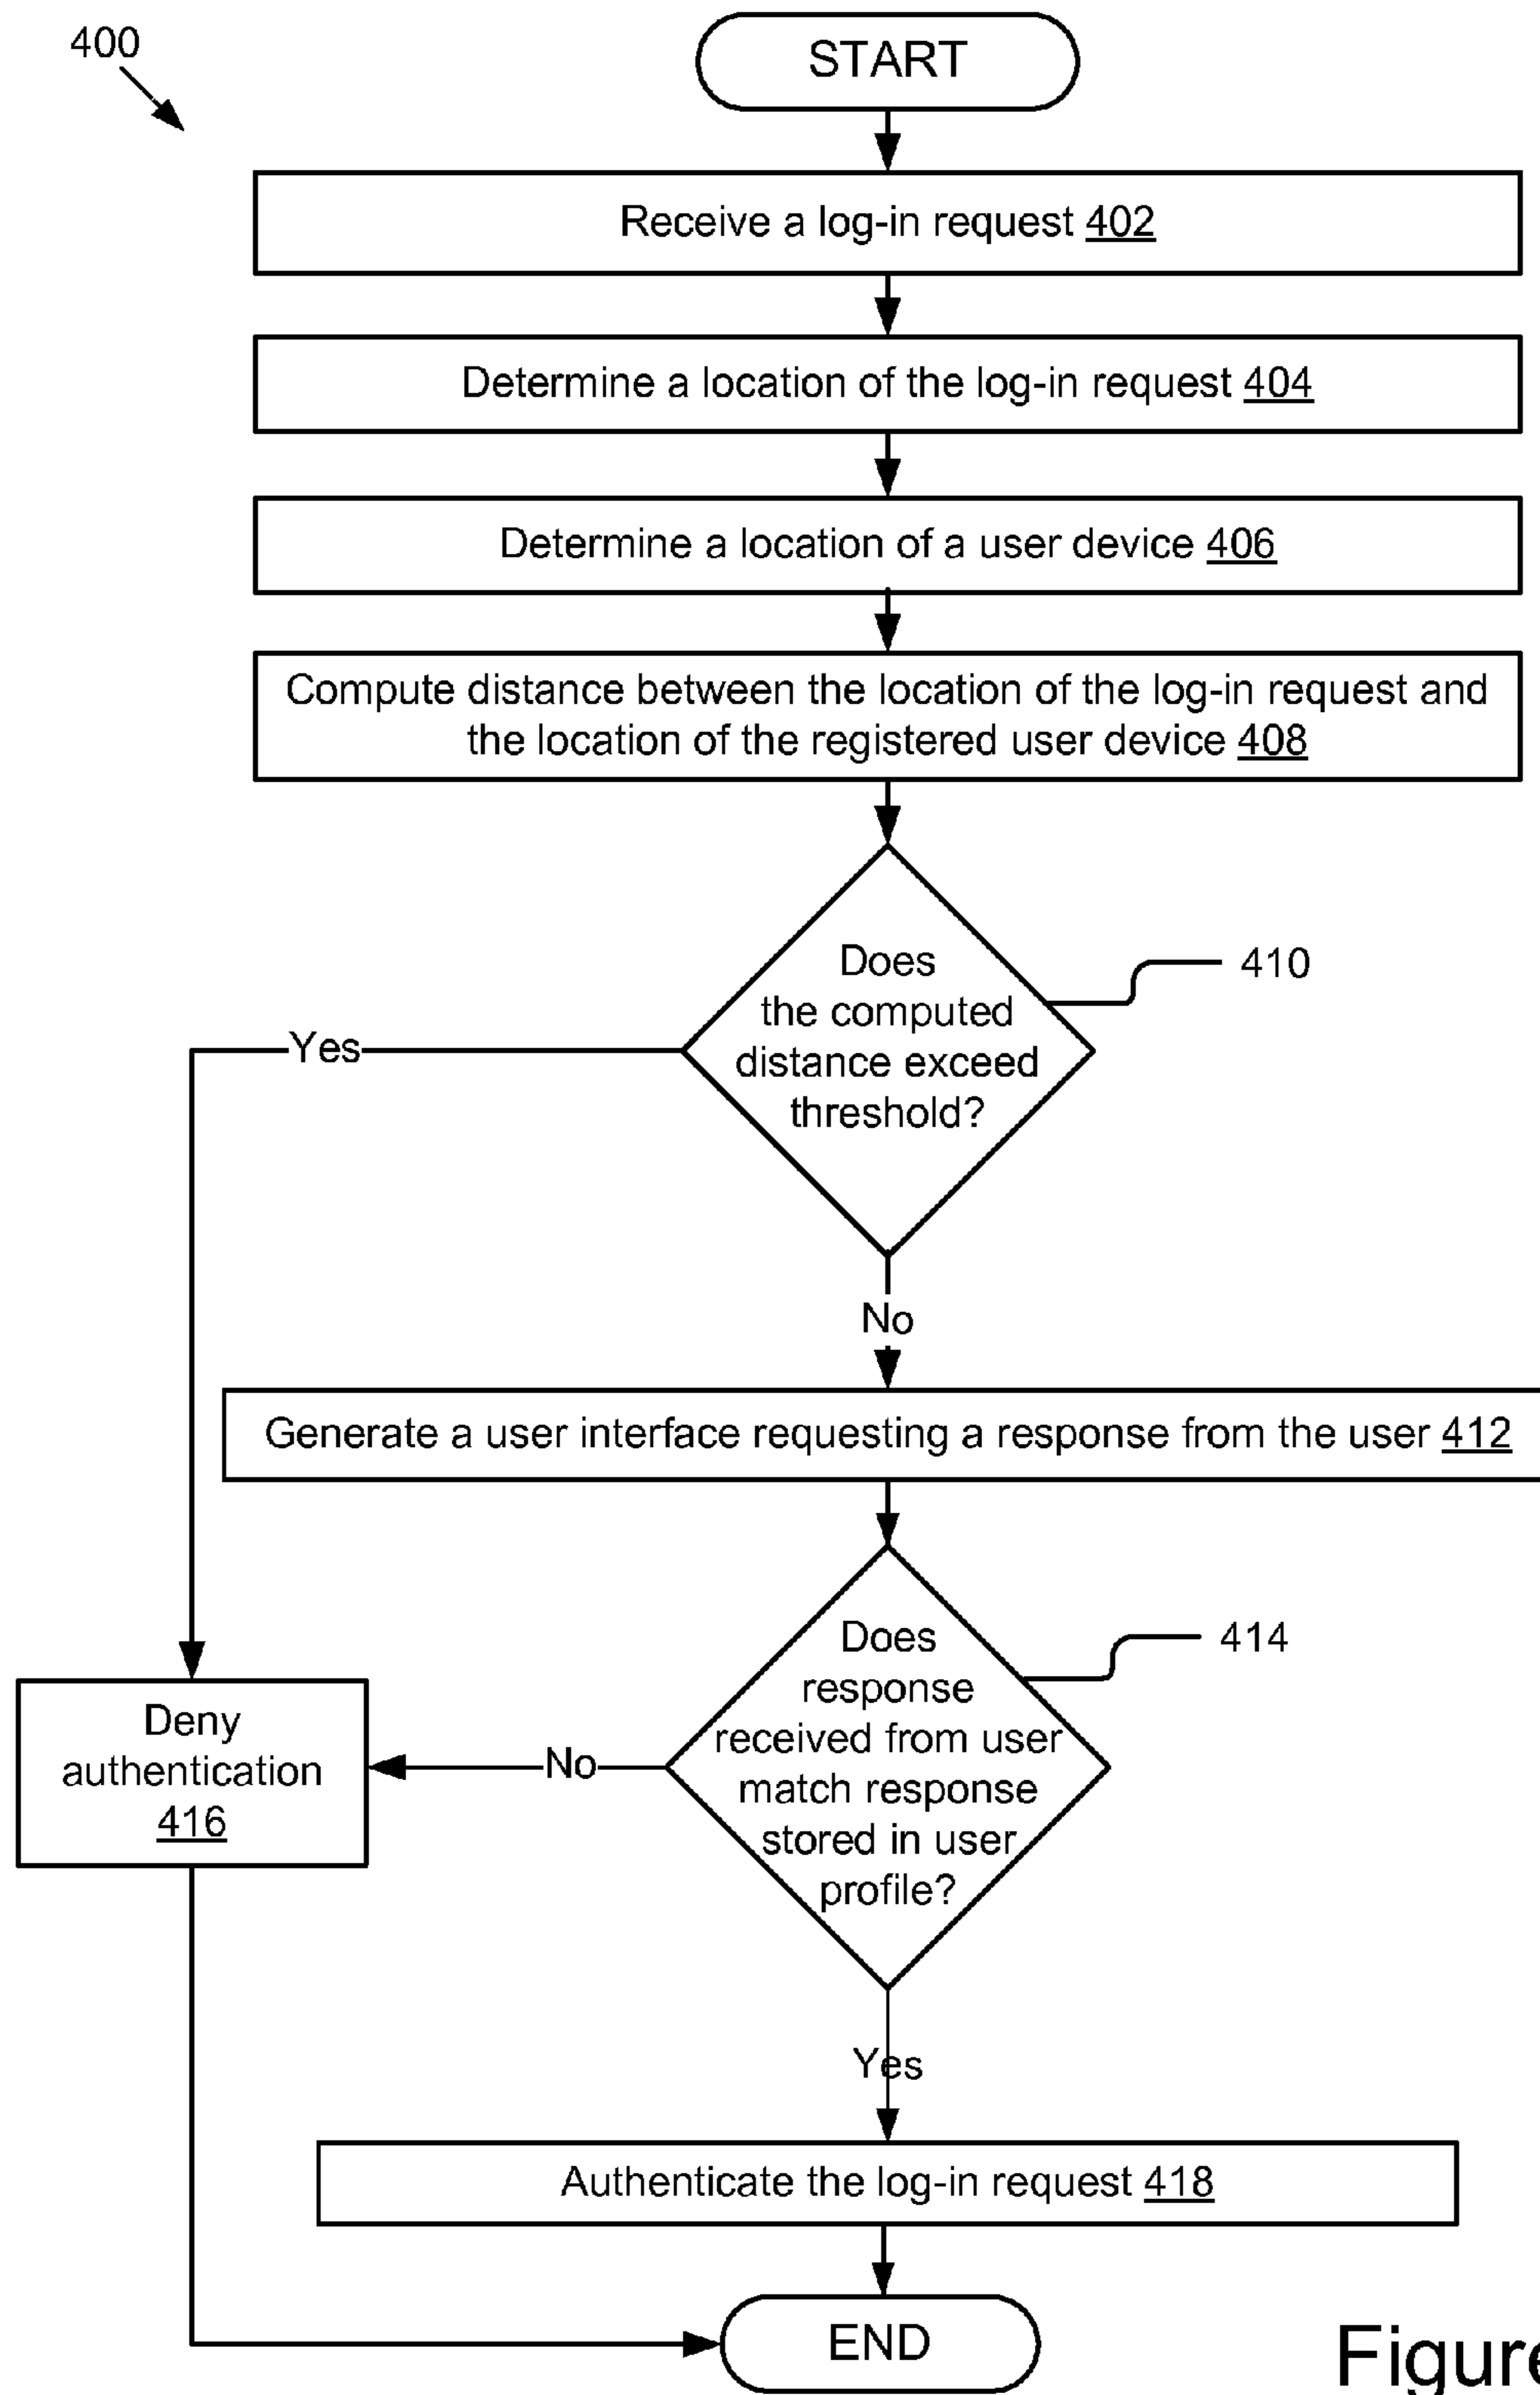 400
START
Receive a log-in request 402
Determine a location of the log-in request 404
Determine a location of a user device 406
Compute distance between the location of the log-in request and
the location of the registered user device 408
Does
the computed
distance exceed
threshold?
410
Yes
No
Generate a user interface requesting a response from the user 412
Does
response
received from user
match response
stored in user
profile?
414
No
Deny
authentication
416
Yes
Authenticate the log-in request 418
END
Figure